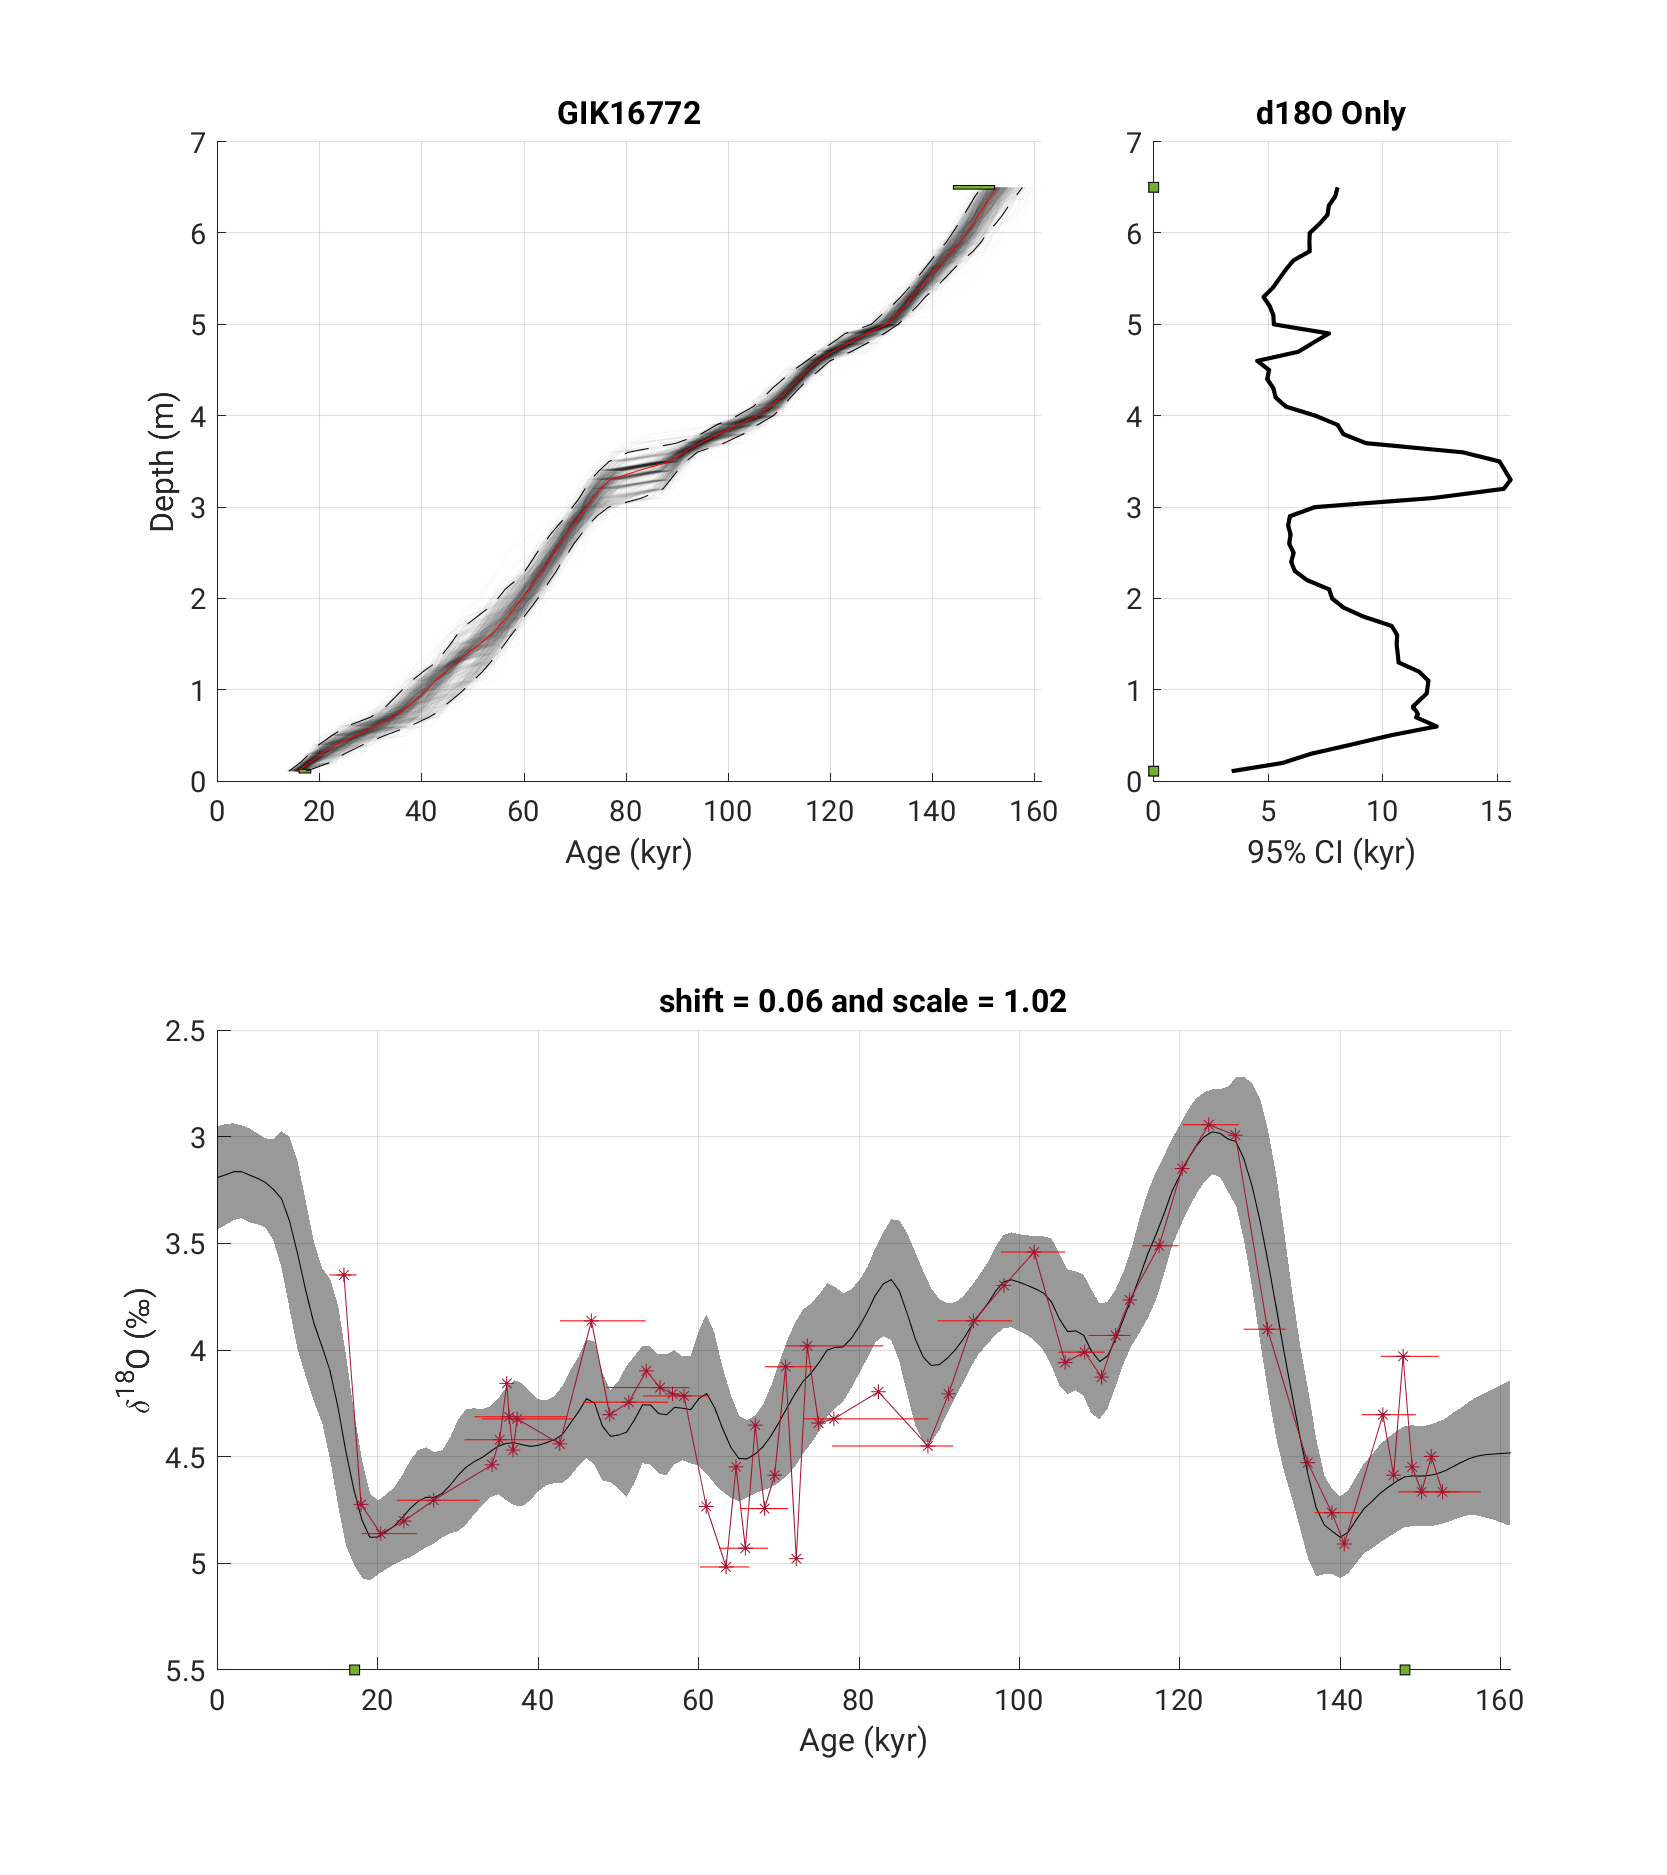 GIK16772
d18O Only
7
6
5
4
3
2
1
0
Depth (m)
0 20 40 60 80 100 120 140 160
Age (kyr)
7
6
5
4
3
2
1
0
0 5 10 15
95% CI (kyr)
shift = 0.06 and scale = 1.02
2.5
3
3.5
4
4.5
5
5.5
δ¹⁸O (‰)
0 20 40 60 80 100 120 140 160
Age (kyr)